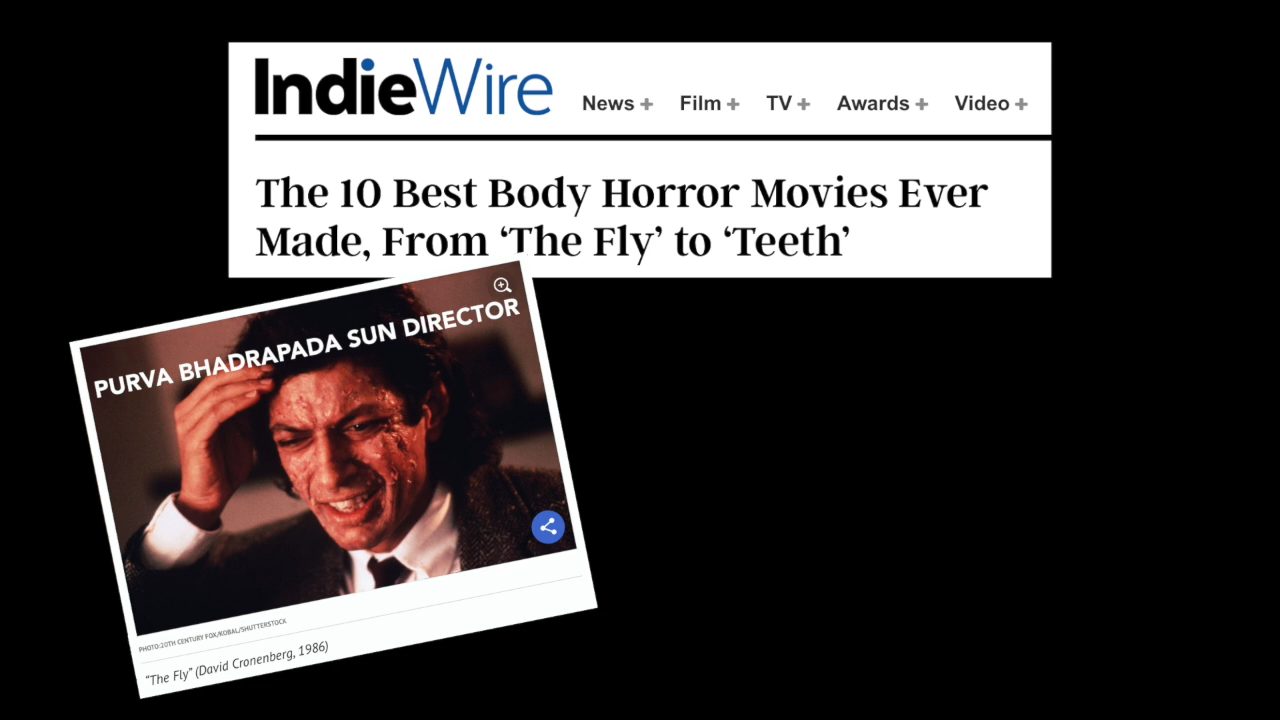 IndieWire
News + Film + TV + Awards + Video +
The 10 Best Body Horror Movies Ever
Made, From ‘The Fly’ to ‘Teeth’
PURVA BHADRAPADA SUN DIRECTOR
PHOTO:20TH CENTURY FOX/KOBAL/SHUTTERSTOCK
“The Fly” (David Cronenberg, 1986)